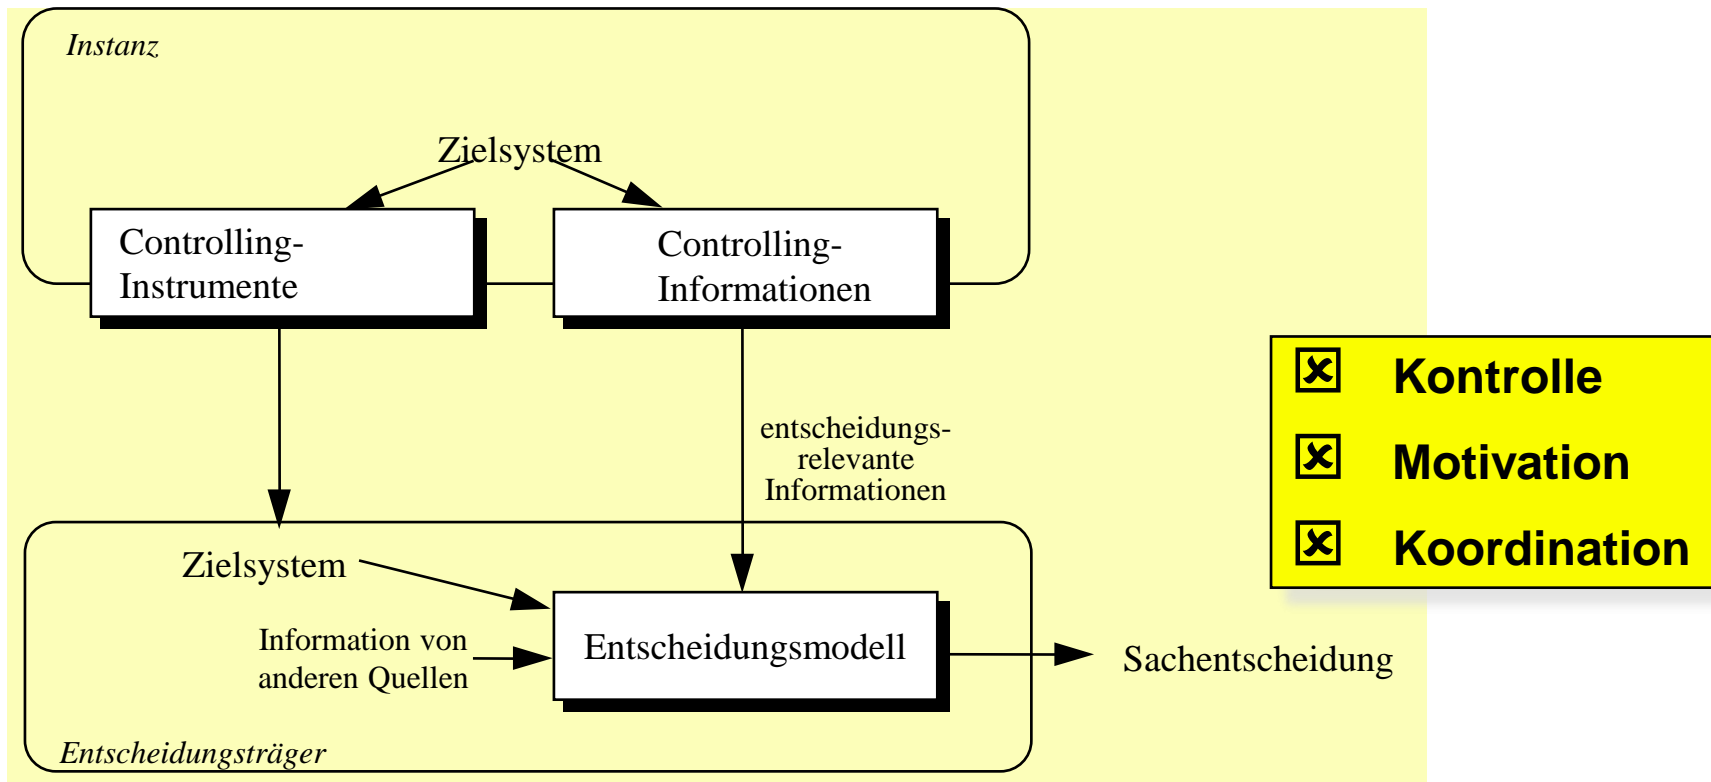 Instanz
Zielsystem
Controlling-
Instrumente
Controlling-
Informationen
entscheidungs-
relevante
Informationen
Kontrolle
Motivation
Koordination
Zielsystem
Information von
anderen Quellen
Entscheidungsmodell
Sachentscheidung
Entscheidungsträger